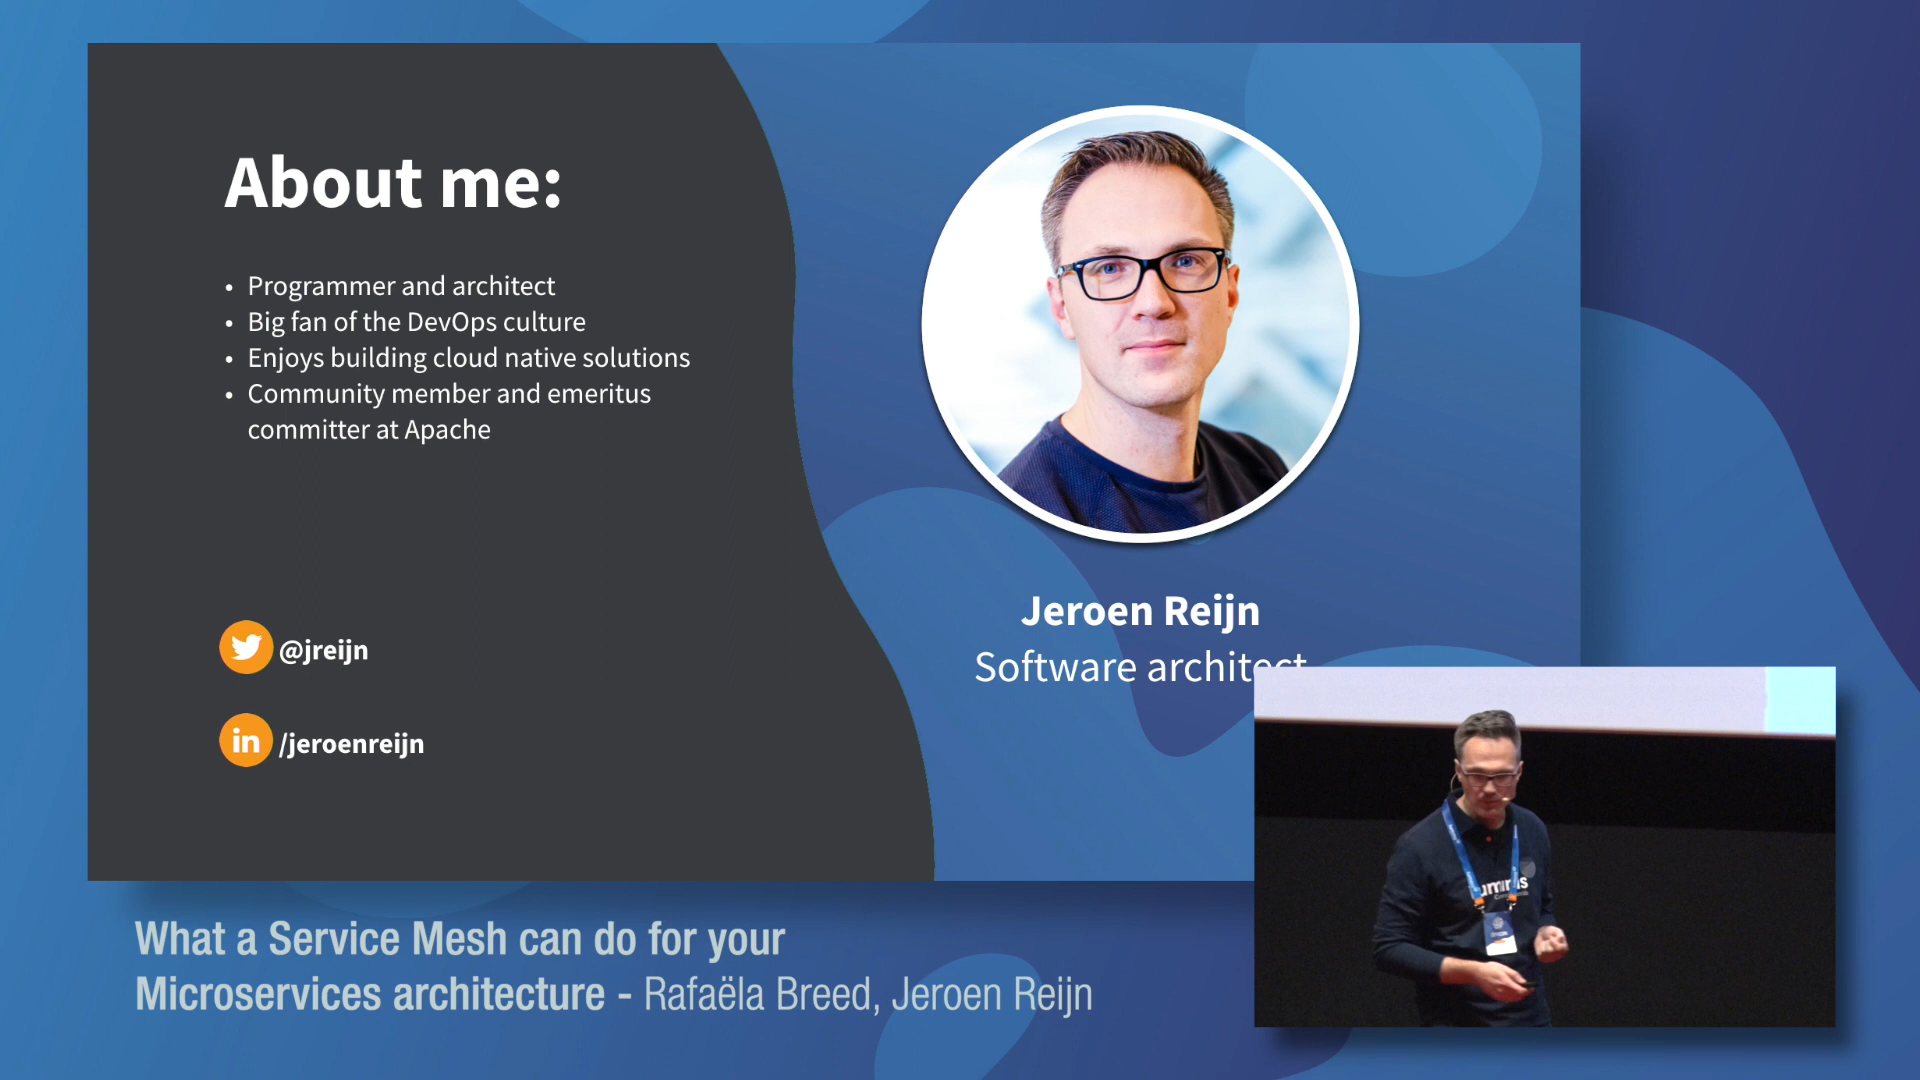 About me:
• Programmer and architect
• Big fan of the DevOps culture
• Enjoys building cloud native solutions
• Community member and emeritus
committer at Apache
@jreijn
in /jeroenreijn
Jeroen Reijn
Software architect
What a Service Mesh can do for your
Microservices architecture - Rafaëla Breed, Jeroen Reijn